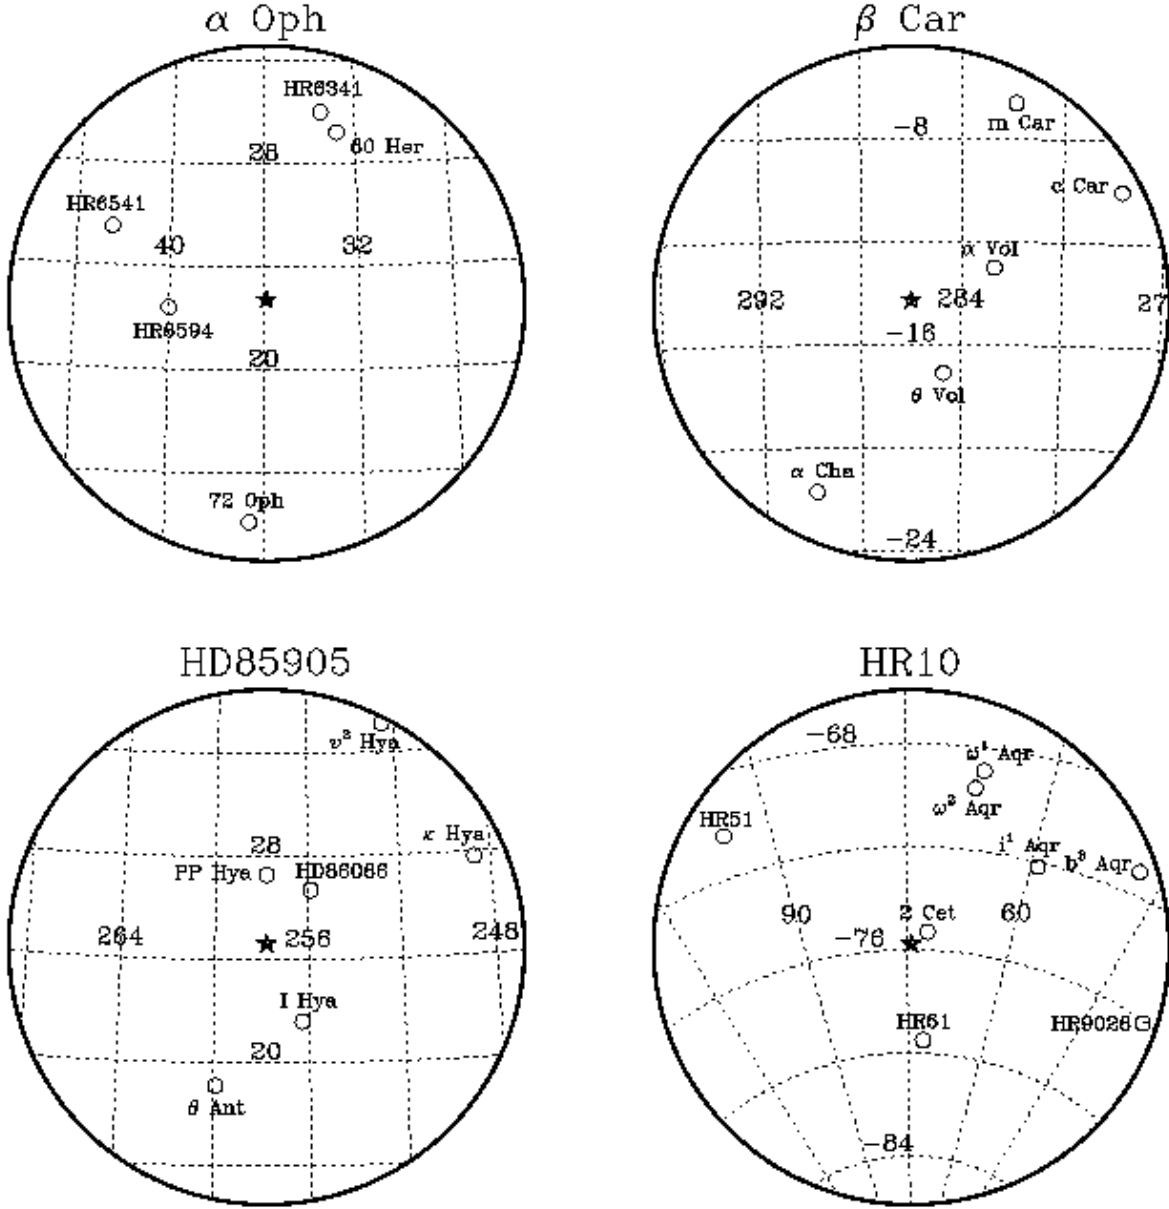 α Oph
HR6341
60 Her
28
HR6541
40
32
HR6594
20
72 Oph
β Car
m Car
-8
c Car
α Vol
292
284
27
-16
θ Vol
α Cha
-24
HD85905
υ² Hya
κ Hya
28
PP Hya
HD86086
264
256
248
I Hya
20
θ Ant
HR10
-68
ω¹ Aqr
ω² Aqr
HR51
i¹ Aqr
b³ Aqr
90
2 Cet
60
-76
HR61
HR9026
-84